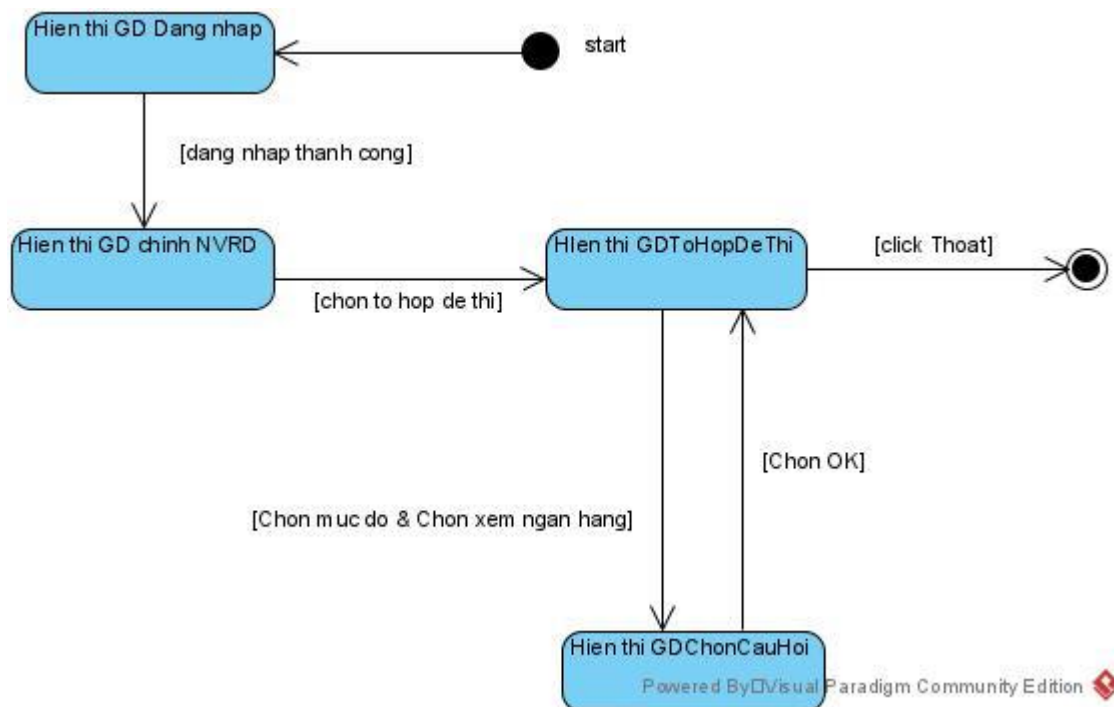 Hien thi GD Dang nhap
start
[dang nhap thanh cong]
Hien thi GD chinh NVRD
HIen thi GDToHopDeThi
[click Thoat]
[chon to hop de thi]
[Chon OK]
[Chon muc do & Chon xem ngan hang]
Hien thi GDChonCauHoi
Powered By□Visual Paradigm Community Edition